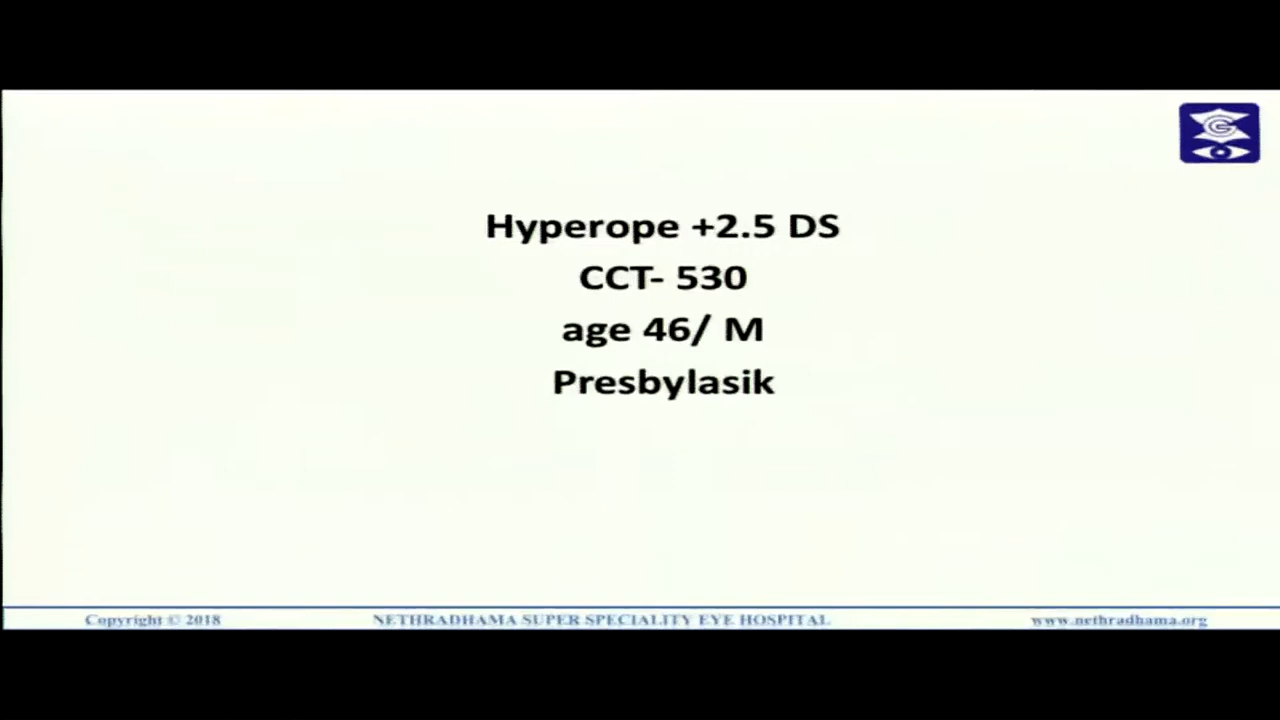 Hyperope +2.5 DS
CCT- 530
age 46/ M
Presbylasik
Copyright © 2018 NETHRADHAMA SUPER SPECIALITY EYE HOSPITAL www.nethradhama.org